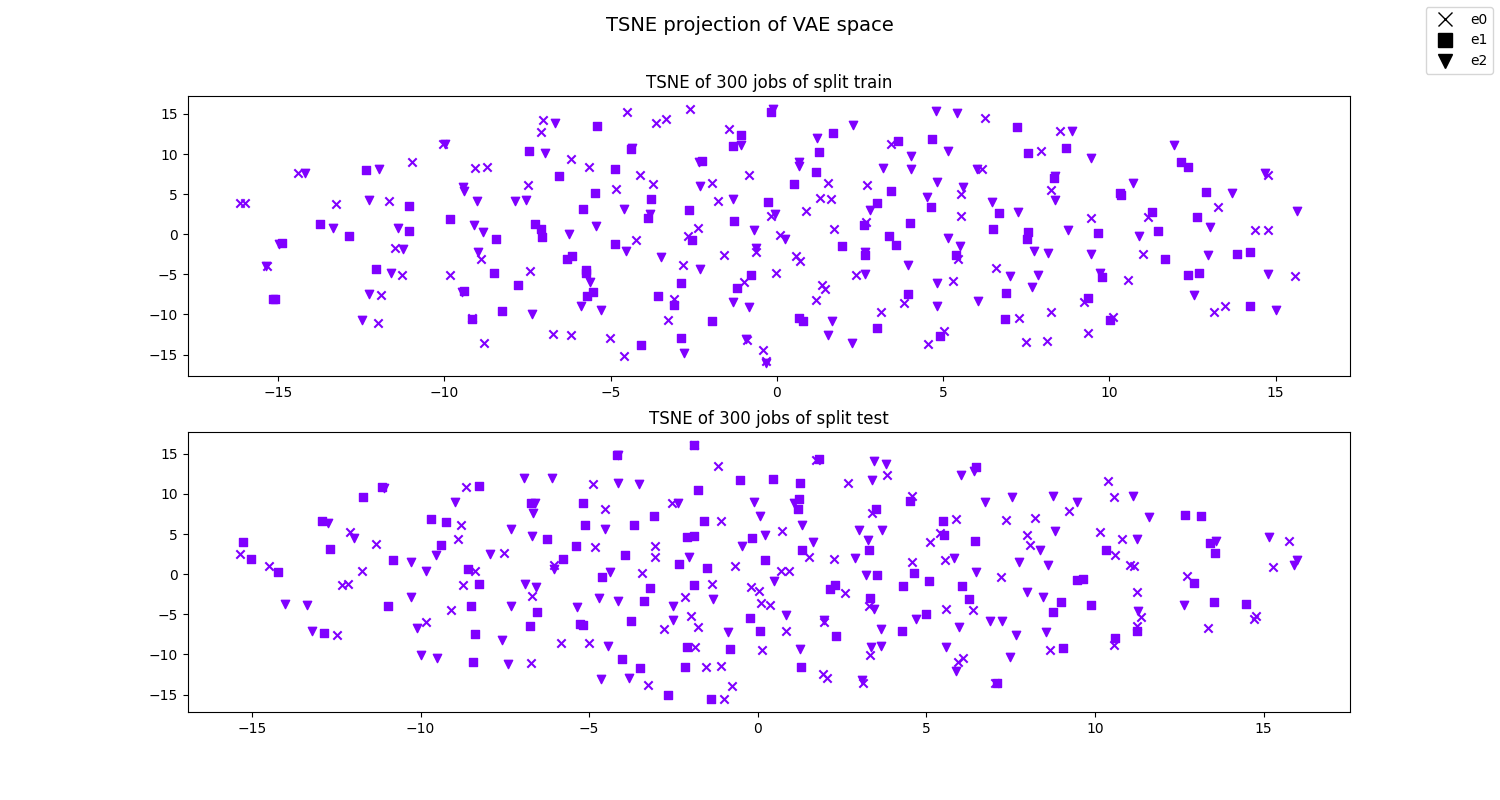 TSNE projection of VAE space
e0
e1
e2
TSNE of 300 jobs of split train
15
10
5
0
−5
−10
−15
−15 −10 −5 0 5 10 15
TSNE of 300 jobs of split test
15
10
5
0
−5
−10
−15
−15 −10 −5 0 5 10 15